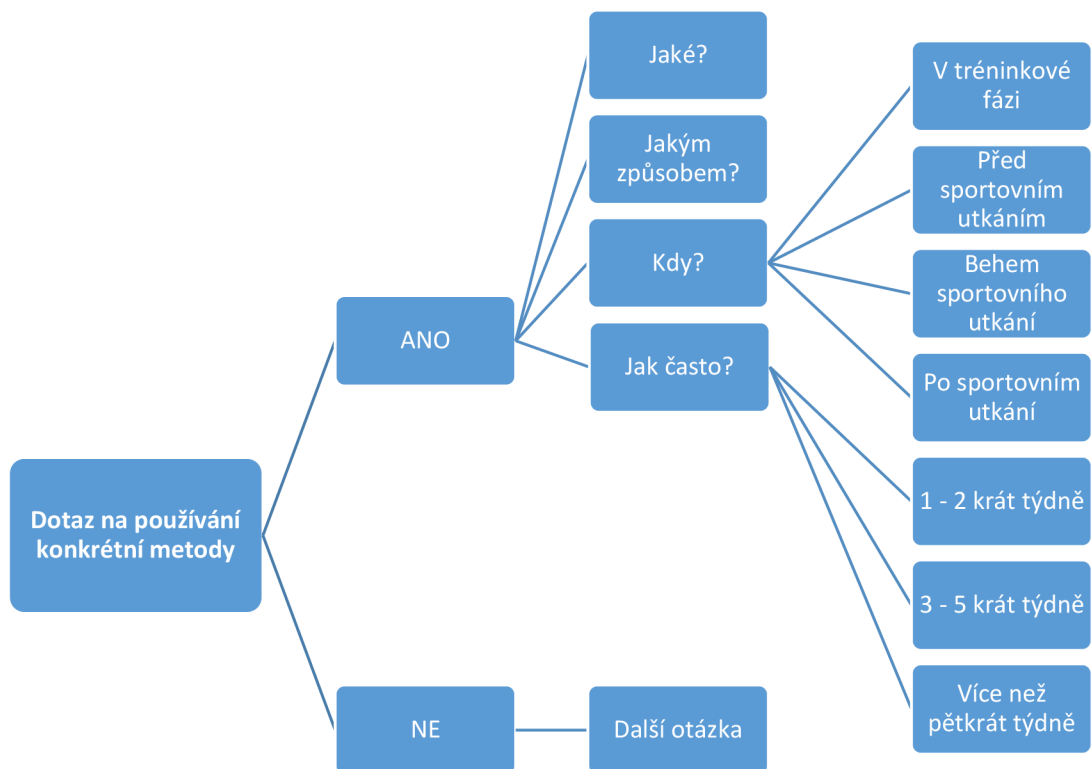 Dotaz na používání
konkrétní metody
ANO
Jaké?
Jakým
způsobem?
Kdy?
V tréninkové
fázi
Před
sportovním
utkáním
Behem
sportovního
utkání
Po sportovním
utkání
Jak často?
1 - 2 krát týdně
3 - 5 krát týdně
Více než
pětkrát týdně
NE
Další otázka